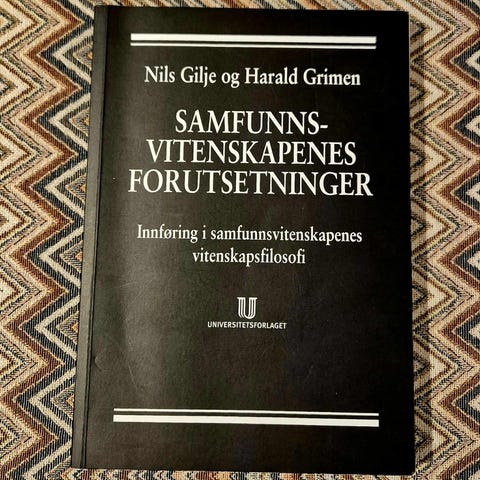 Nils Gilje og Harald Grimen
SAMFUNNS-
VITENSKAPENES
FORUTSETNINGER
Innføring i samfunnsvitenskapenes
vitenskapsfilosofi
UNIVERSITETSFORLAGET